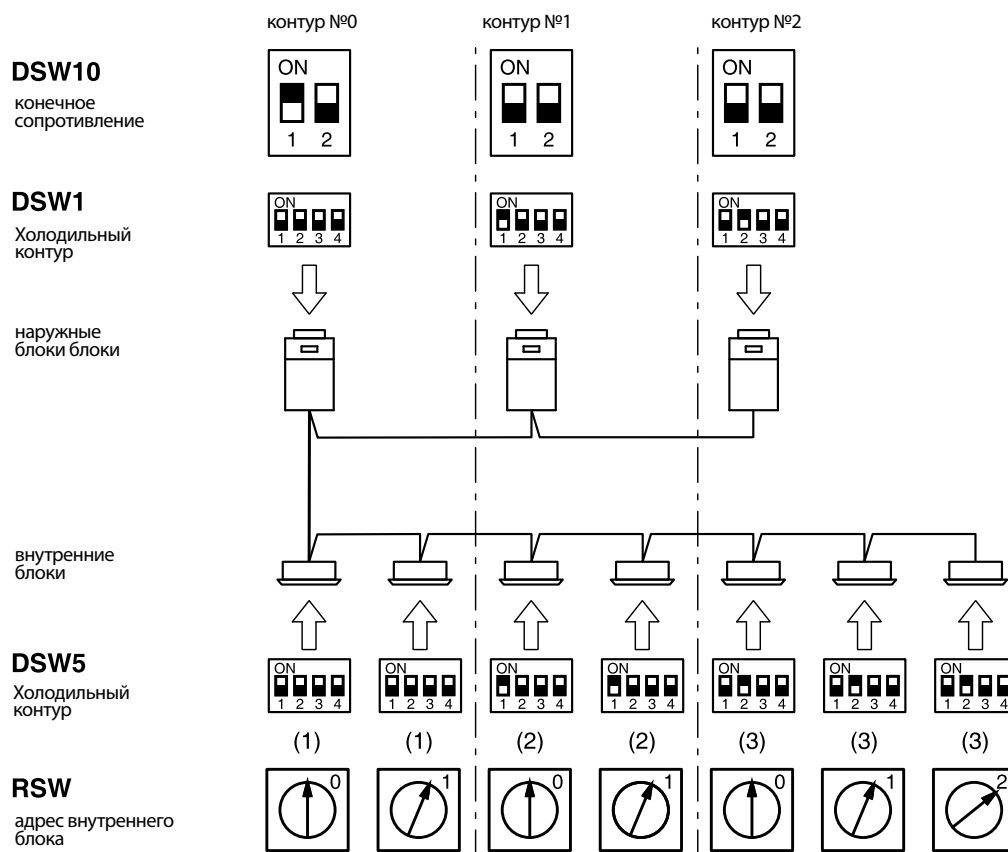 контур №0 контур №1 контур №2
DSW10
конечное
сопротивление
ON ON ON
1 2 1 2 1 2
DSW1
Холодильный
контур
ON ON ON
1 2 3 4 1 2 3 4 1 2 3 4
наружные
блоки блоки
внутренние
блоки
DSW5
Холодильный
контур
ON ON ON ON ON ON ON
1 2 3 4 1 2 3 4 1 2 3 4 1 2 3 4 1 2 3 4 1 2 3 4 1 2 3 4
(1) (1) (2) (2) (3) (3) (3)
RSW
адрес внутреннего
блока
0 1 0 1 0 1 2